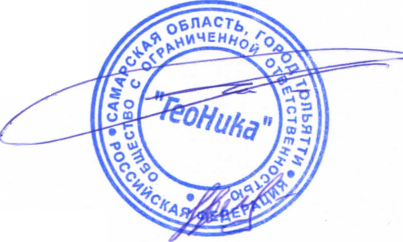 САМАРСКАЯ ОБЛАСТЬ, ГОРОД ТОЛЬЯТТИ • РОССИЙСКАЯ ФЕДЕРАЦИЯ •
ОБЩЕСТВО С ОГРАНИЧЕННОЙ ОТВЕТСТВЕННОСТЬЮ
"ГеоНика"